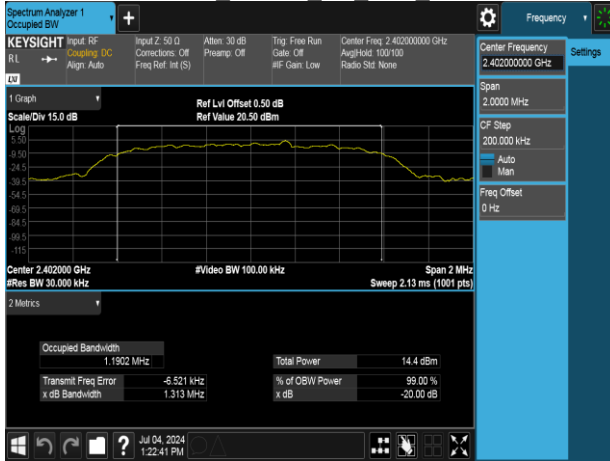 Spectrum Analyzer 1
Occupied BW
+
Frequency
KEYSIGHT
RL
Input: RF
Coupling: DC
Align: Auto
Input Z: 50 Ω
Corrections: Off
Freq Ref: Int (S)
Atten: 30 dB
Preamp: Off
Trig: Free Run
Gate: Off
#IF Gain: Low
Center Freq: 2.402000000 GHz
Avg|Hold: 100/100
Radio Std: None
Center Frequency
2.402000000 GHz
Settings
Span
2.0000 MHz
CF Step
200.000 kHz
Auto
Man
Freq Offset
0 Hz
1 Graph
Scale/Div 15.0 dB
Ref Lvl Offset 0.50 dB
Ref Value 20.50 dBm
Log
5.50
-9.50
-24.5
-39.5
-54.5
-69.5
-84.5
-99.5
-115
Center 2.402000 GHz
#Res BW 30.000 kHz
#Video BW 100.00 kHz
Span 2 MHz
Sweep 2.13 ms (1001 pts)
2 Metrics
Occupied Bandwidth
1.1902 MHz
Total Power 14.4 dBm
Transmit Freq Error -6.521 kHz
% of OBW Power 99.00 %
x dB Bandwidth 1.313 MHz
x dB -20.00 dB
?
Jul 04, 2024
1:22:41 PM